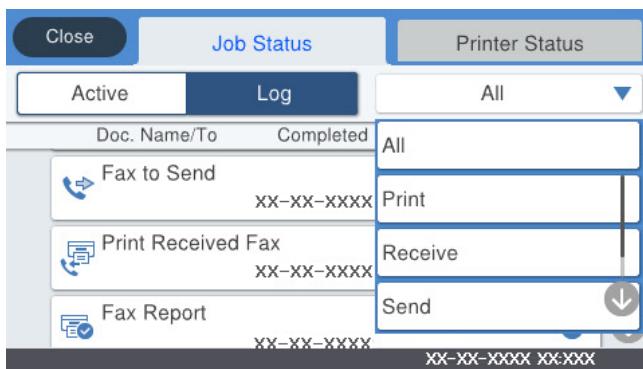 Close Job Status Printer Status
Active Log All
Doc. Name/To Completed
All
Fax to Send
XX-XX-XXXX
Print
Print Received Fax
XX-XX-XXXX
Receive
Fax Report
XX-XX-XXXX
Send
XX-XX-XXXX XX:XXX